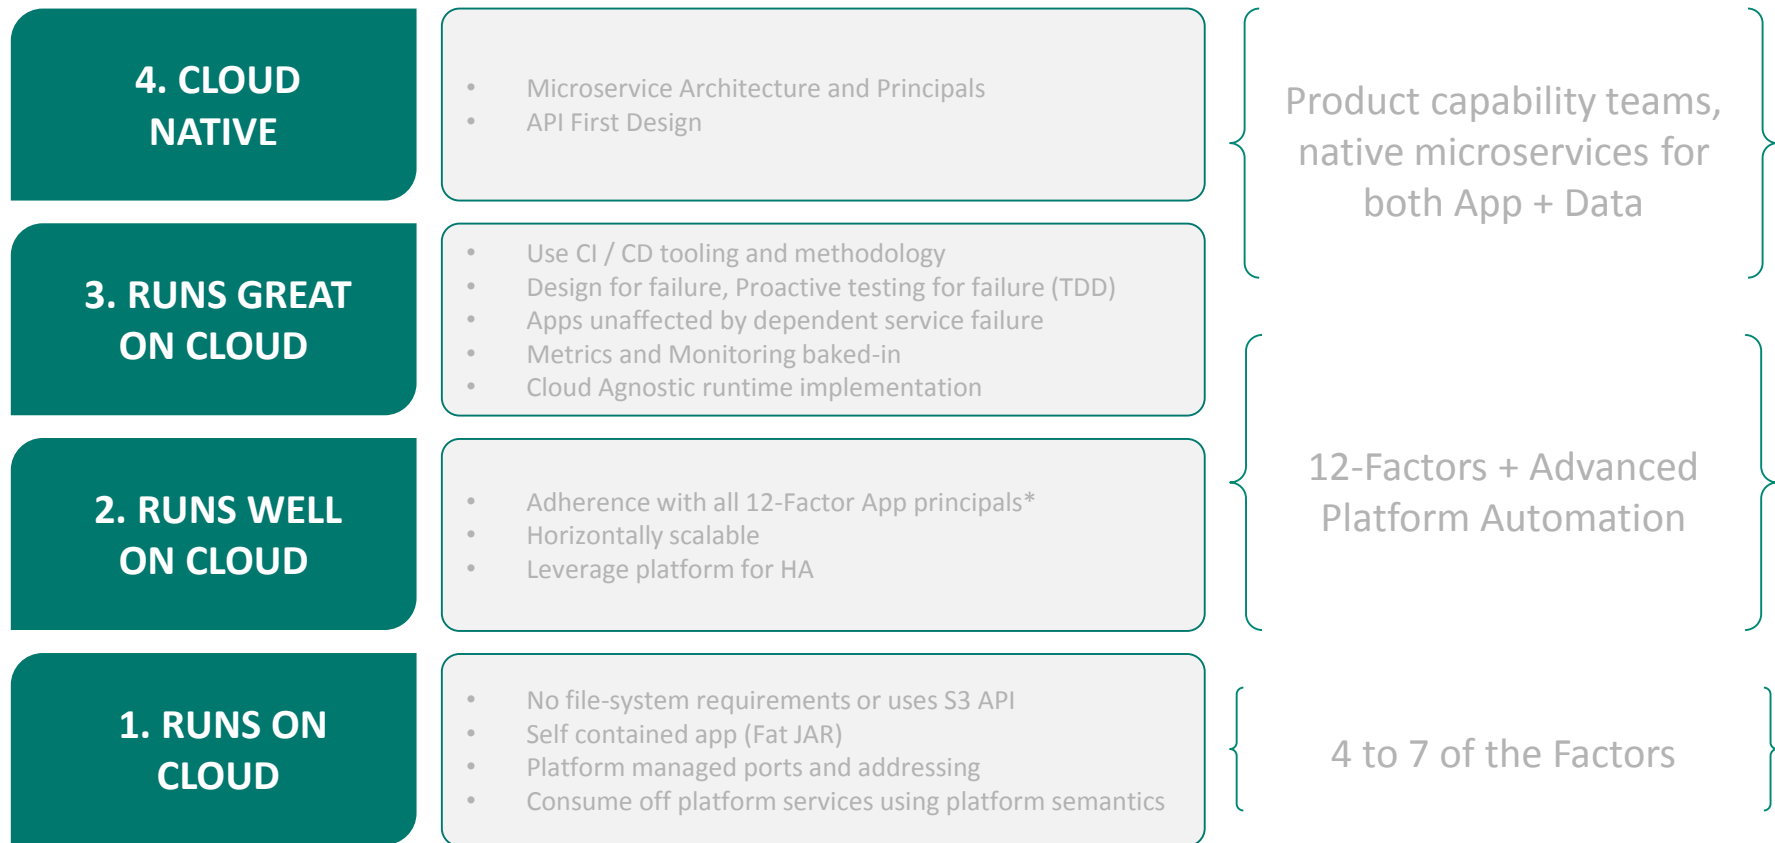 4. CLOUD
NATIVE
• Microservice Architecture and Principals
• API First Design
Product capability teams,
native microservices for
both App + Data
3. RUNS GREAT
ON CLOUD
• Use CI / CD tooling and methodology
• Design for failure, Proactive testing for failure (TDD)
• Apps unaffected by dependent service failure
• Metrics and Monitoring baked-in
• Cloud Agnostic runtime implementation
2. RUNS WELL
ON CLOUD
• Adherence with all 12-Factor App principals*
• Horizontally scalable
• Leverage platform for HA
12-Factors + Advanced
Platform Automation
1. RUNS ON
CLOUD
• No file-system requirements or uses S3 API
• Self contained app (Fat JAR)
• Platform managed ports and addressing
• Consume off platform services using platform semantics
4 to 7 of the Factors